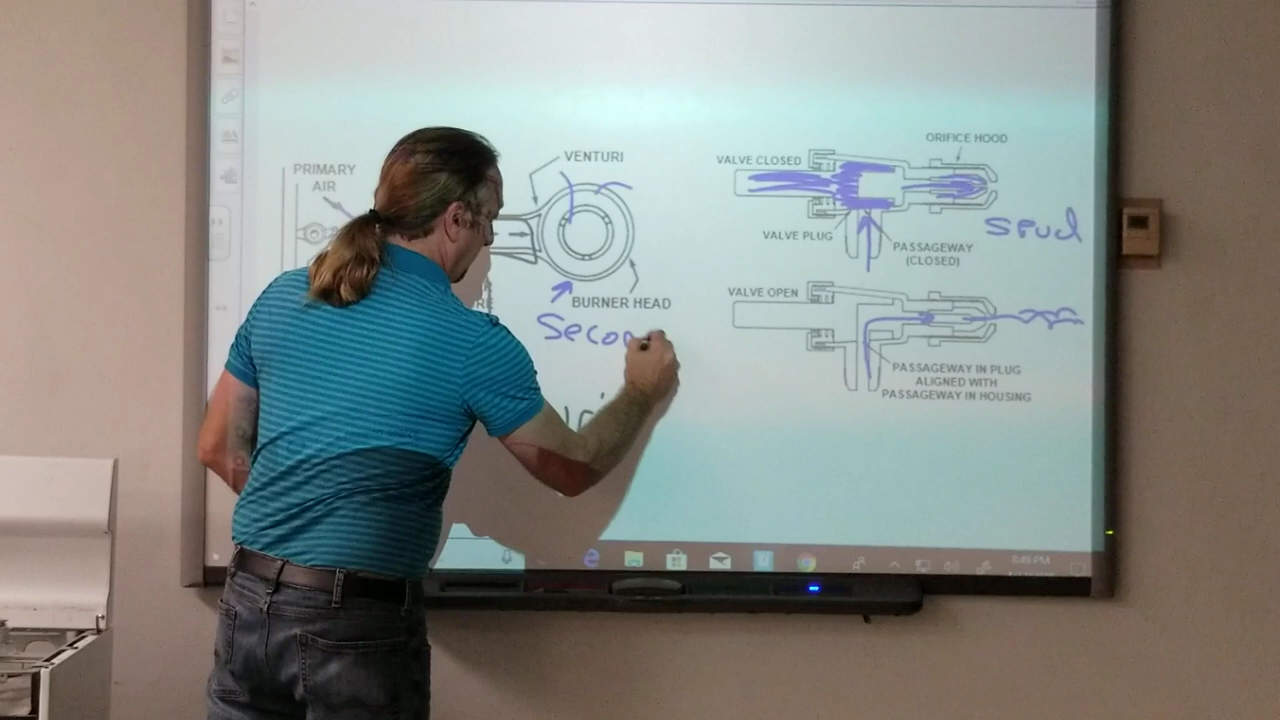 PRIMARY
AIR
VENTURI
BURNER HEAD
Secon
VALVE CLOSED
ORIFICE HOOD
VALVE PLUG
PASSAGEWAY
(CLOSED)
spud
VALVE OPEN
PASSAGEWAY IN PLUG
ALIGNED WITH
PASSAGEWAY IN HOUSING